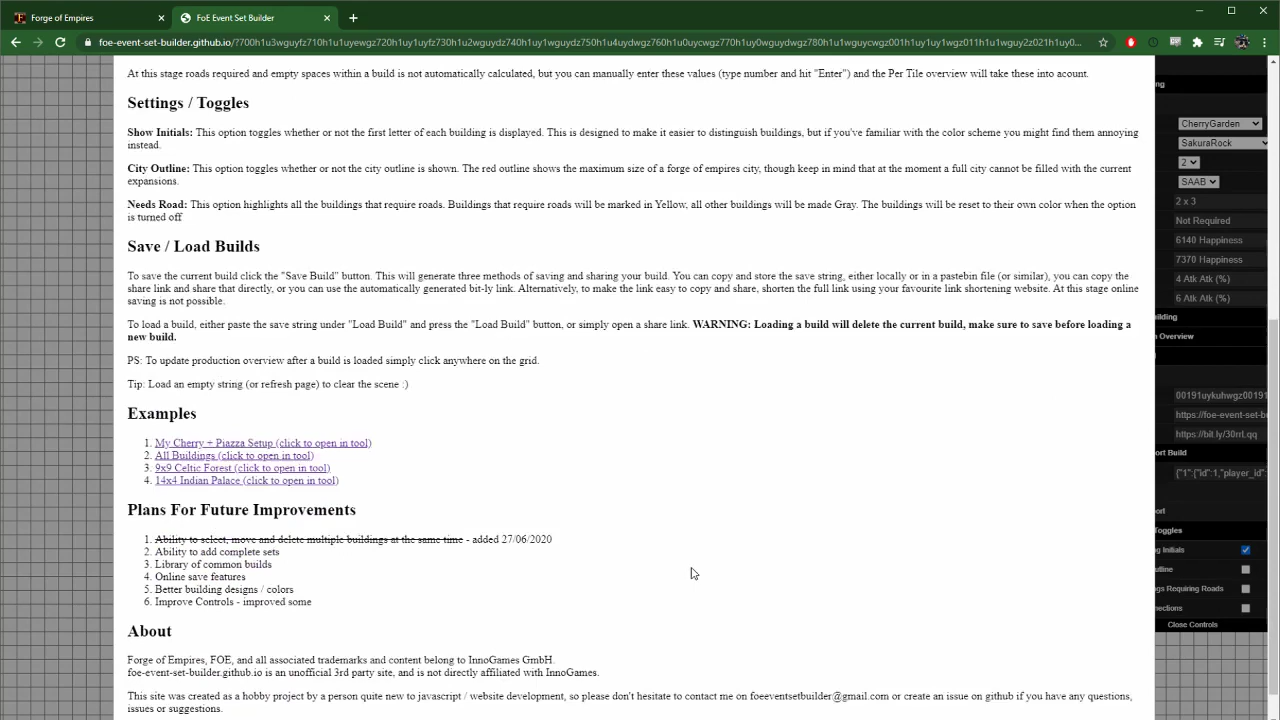 Forge of Empires
FoE Event Set Builder
foe-event-set-builder.github.io/7700h1u3wguyfz710h1u1uyewgz720h1uy1uyfz730h1u2wguydz740h1uy1wguydz750h1u4uydwgz760h1u0uycwgz770h1uy0wguydwgz780h1u1wguycwgz001h1uy1uy1wgz011h1u1wguy2z021h1u0...
At this stage roads required and empty spaces within a build is not automatically calculated, but you can manually enter these values (type number and hit "Enter") and the Per Tile overview will take these into acount.
Settings / Toggles
Show Initials: This option toggles whether or not the first letter of each building is displayed. This is designed to make it easier to distinguish buildings, but if you've familiar with the color scheme you might find them annoying
instead.
City Outline: This option toggles whether or not the city outline is shown. The red outline shows the maximum size of a forge of empires city, though keep in mind that at the moment a full city cannot be filled with the current
expansions.
Needs Road: This option highlights all the buildings that require roads. Buildings that require roads will be marked in Yellow, all other buildings will be made Gray. The buildings will be reset to their own color when the option
is turned off
Save / Load Builds
To save the current build click the "Save Build" button. This will generate three methods of saving and sharing your build. You can copy and store the save string, either locally or in a pastebin file (or similar), you can copy the
share link and share that directly, or you can use the automatically generated bit-ly link. Alternatively, to make the link easy to copy and share, shorten the full link using your favourite link shortening website. At this stage online
saving is not possible.
To load a build, either paste the save string under "Load Build" and press the "Load Build" button, or simply open a share link. WARNING: Loading a build will delete the current build, make sure to save before loading a
new build.
PS: To update production overview after a build is loaded simply click anywhere on the grid.
Tip: Load an empty string (or refresh page) to clear the scene :)
Examples
1. My Cherry + Piazza Setup (click to open in tool)
2. All Buildings (click to open in tool)
3. 9x9 Celtic Forest (click to open in tool)
4. 14x4 Indian Palace (click to open in tool)
Plans For Future Improvements
1. Ability to select, move and delete multiple buildings at the same time - added 27/06/2020
2. Ability to add complete sets
3. Library of common builds
4. Online save features
5. Better building designs / colors
6. Improve Controls - improved some
About
Forge of Empires, FOE, and all associated trademarks and content belong to InnoGames GmbH.
foe-event-set-builder.github.io is an unofficial 3rd party site, and is not directly affiliated with InnoGames.
This site was created as a hobby project by a person quite new to javascript / website development, so please don't hesitate to contact me on foeeventsetbuilder@gmail.com or create an issue on github if you have any questions,
issues or suggestions.
ng
CherryGarden
SakuraRock
2
SAAB
2 x 3
Not Required
6140 Happiness
7370 Happiness
4 Atk Atk (%)
6 Atk Atk (%)
uilding
n Overview
00191uykuhwgz00191
https://foe-event-set-b
https://bit.ly/30rrLqq
port Build
{"1":{"id":1,"player_id":
ort
Toggles
ng Initials
utline
ngs Requiring Roads
nections
Close Controls